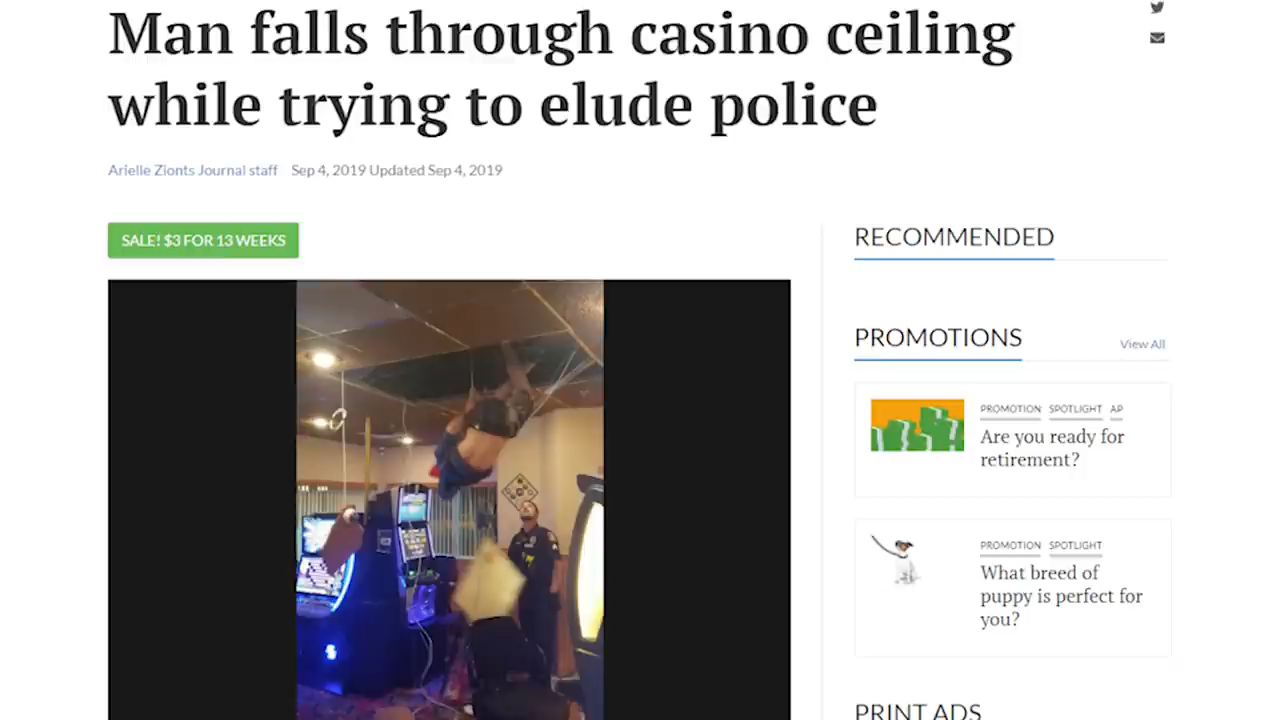 Man falls through casino ceiling
while trying to elude police
Arielle Zionts Journal staff Sep 4, 2019 Updated Sep 4, 2019
SALE! $3 FOR 13 WEEKS
RECOMMENDED
PROMOTIONS
View All
PROMOTION SPOTLIGHT AP
Are you ready for
retirement?
PROMOTION SPOTLIGHT
What breed of
puppy is perfect for
you?
PRINT ADS